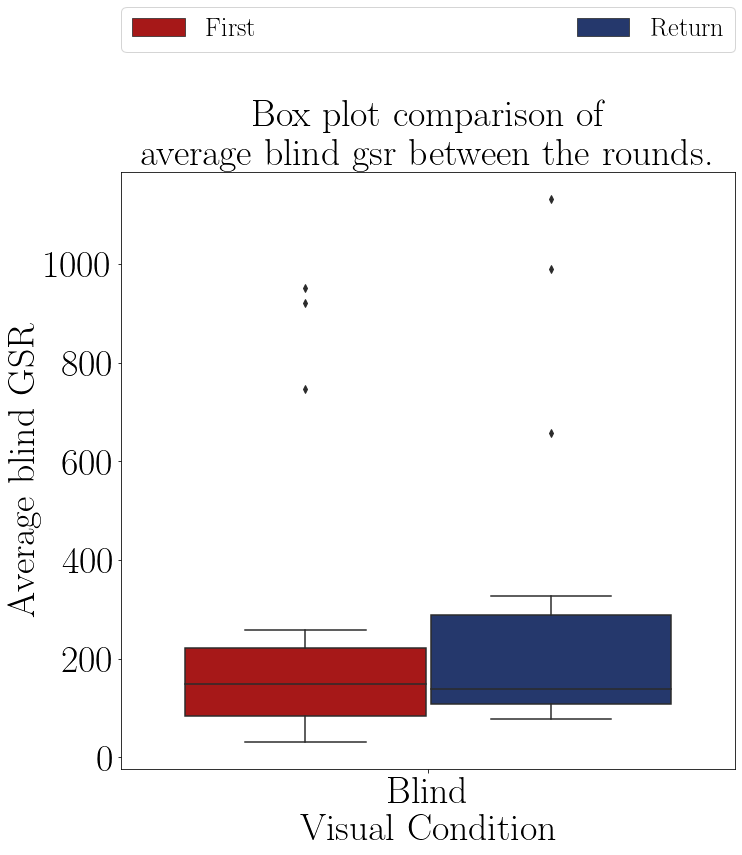 First
Return
Box plot comparison of
average blind gsr between the rounds.
Average blind GSR
1000
800
600
400
200
0
Blind
Visual Condition